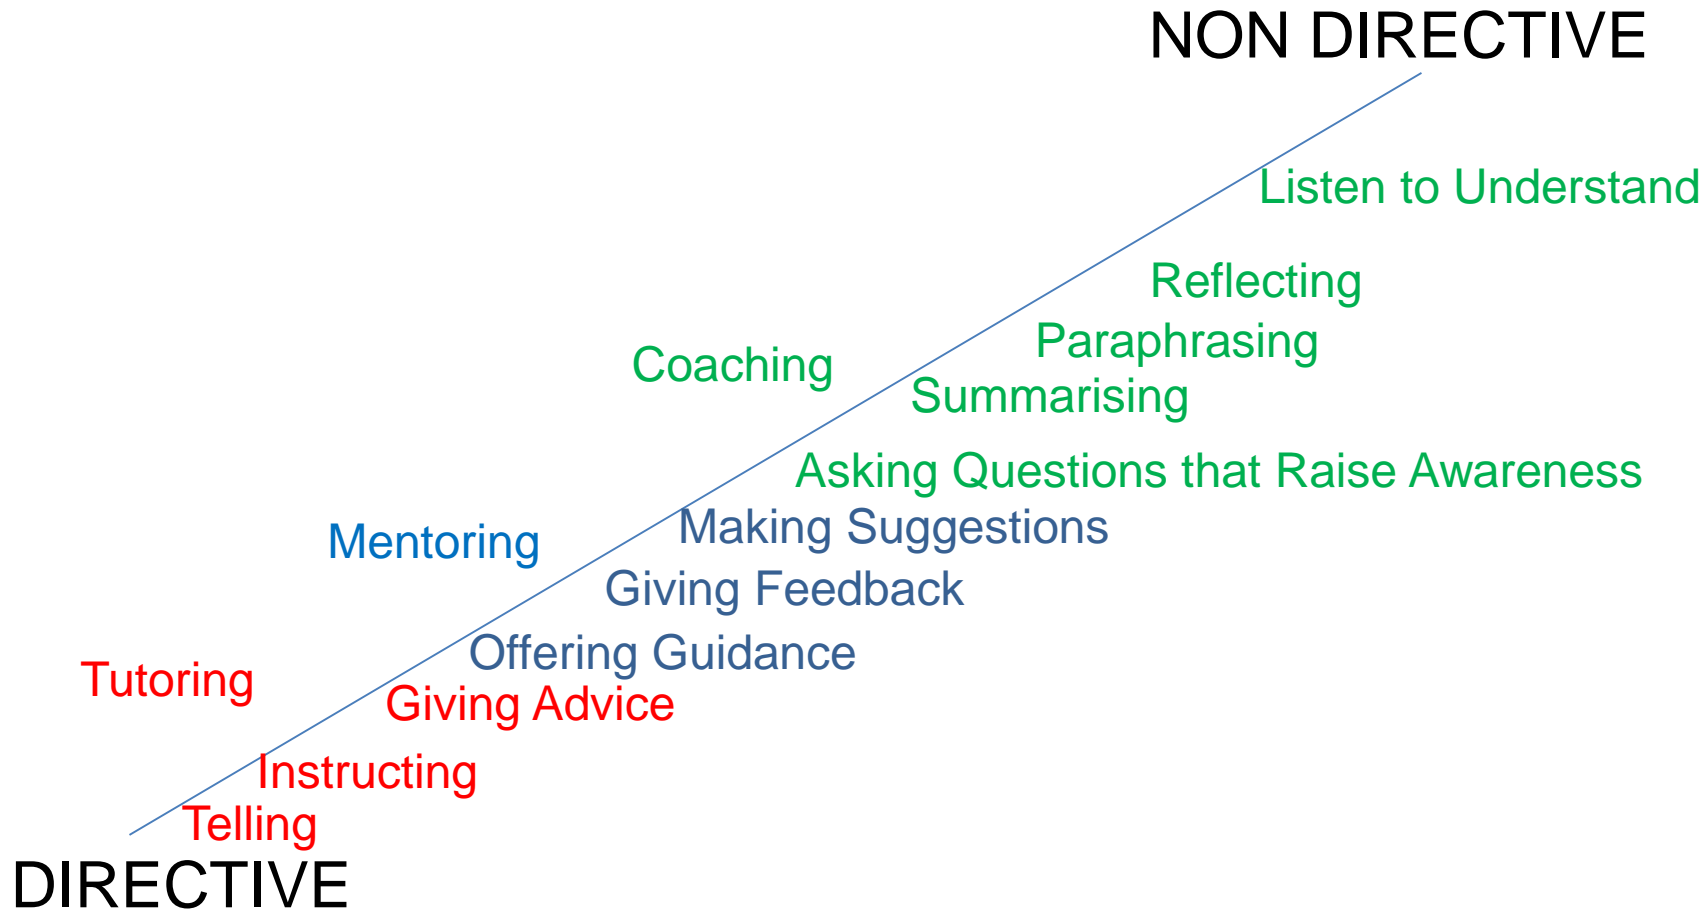 NON DIRECTIVE
Listen to Understand
Reflecting
Paraphrasing
Coaching
Summarising
Asking Questions that Raise Awareness
Making Suggestions
Mentoring
Giving Feedback
Offering Guidance
Tutoring
Giving Advice
Instructing
Telling
DIRECTIVE